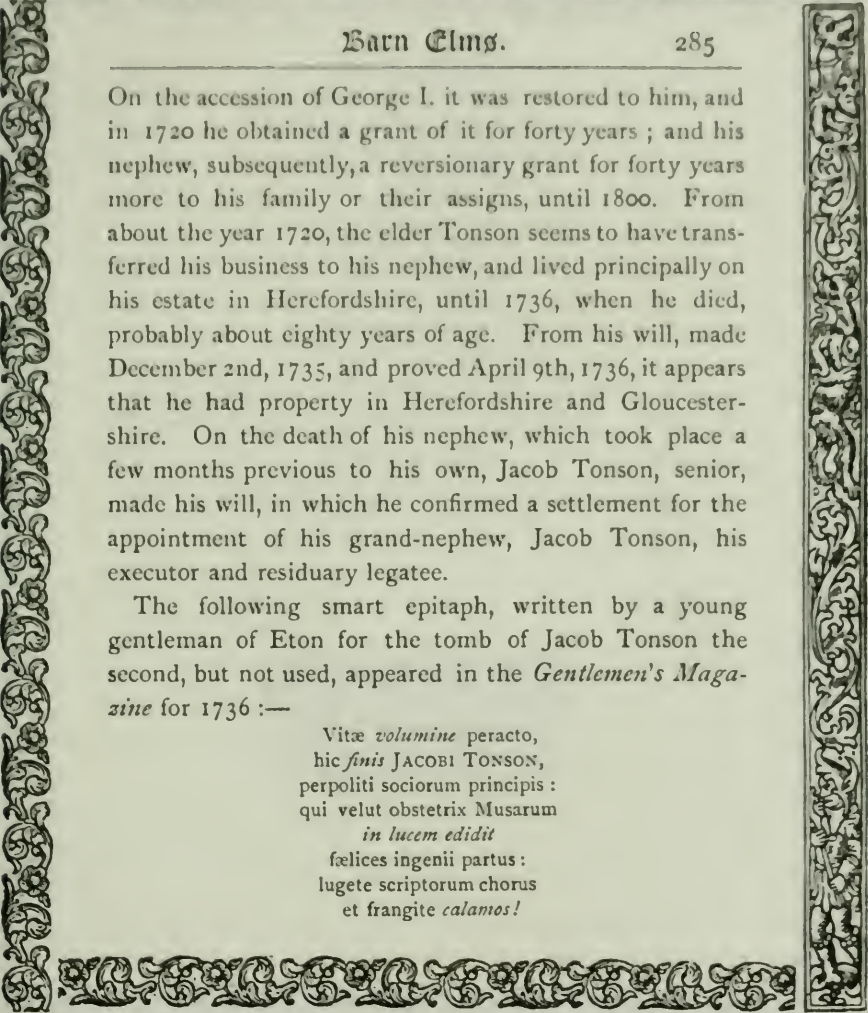 Barn Elms. 285
On the accession of George I. it was restored to him, and
in 1720 he obtained a grant of it for forty years ; and his
nephew, subsequently, a reversionary grant for forty years
more to his family or their assigns, until 1800. From
about the year 1720, the elder Tonson seems to have trans-
ferred his business to his nephew, and lived principally on
his estate in Herefordshire, until 1736, when he died,
probably about eighty years of age. From his will, made
December 2nd, 1735, and proved April 9th, 1736, it appears
that he had property in Herefordshire and Gloucester-
shire. On the death of his nephew, which took place a
few months previous to his own, Jacob Tonson, senior,
made his will, in which he confirmed a settlement for the
appointment of his grand-nephew, Jacob Tonson, his
executor and residuary legatee.
The following smart epitaph, written by a young
gentleman of Eton for the tomb of Jacob Tonson the
second, but not used, appeared in the Gentlemen's Maga-
zine for 1736 :—
Vitæ volumine peracto,
hic finis JACOBI TONSON,
perpoliti sociorum principis :
qui velut obstetrix Musarum
in lucem edidit
fælices ingenii partus :
lugete scriptorum chorus
et frangite calamos!